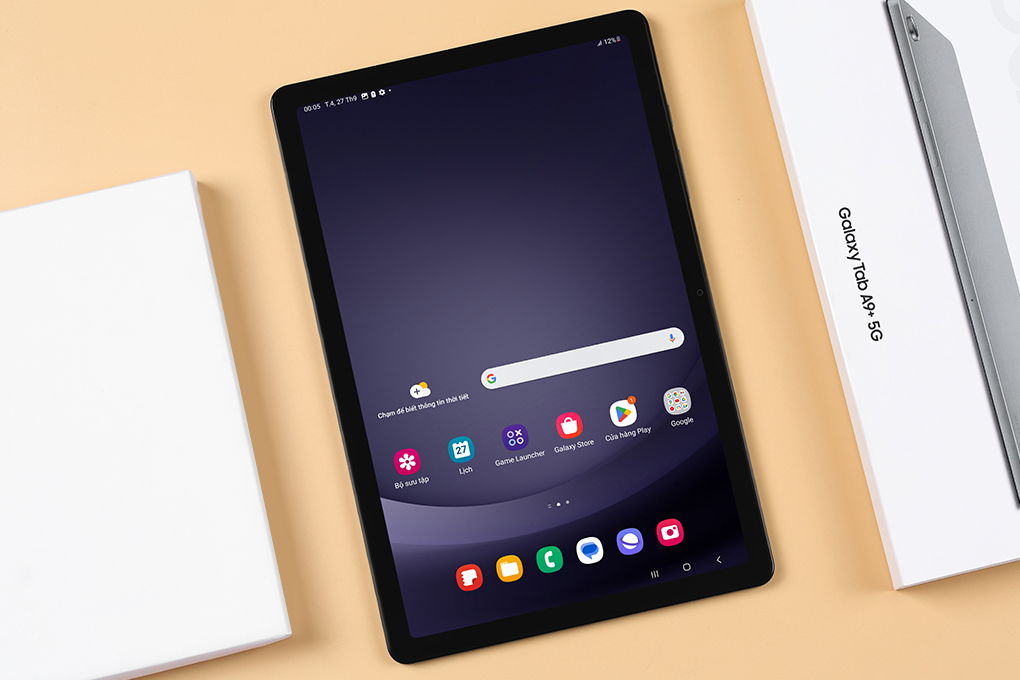 00:05 T.4, 27 Th9
12%
Chạm để biết thông tin thời tiết
Bộ sưu tập
27
Lịch
Game Launcher
Galaxy Store
1
Cửa hàng Play
Google
Galaxy Tab A9+ 5G